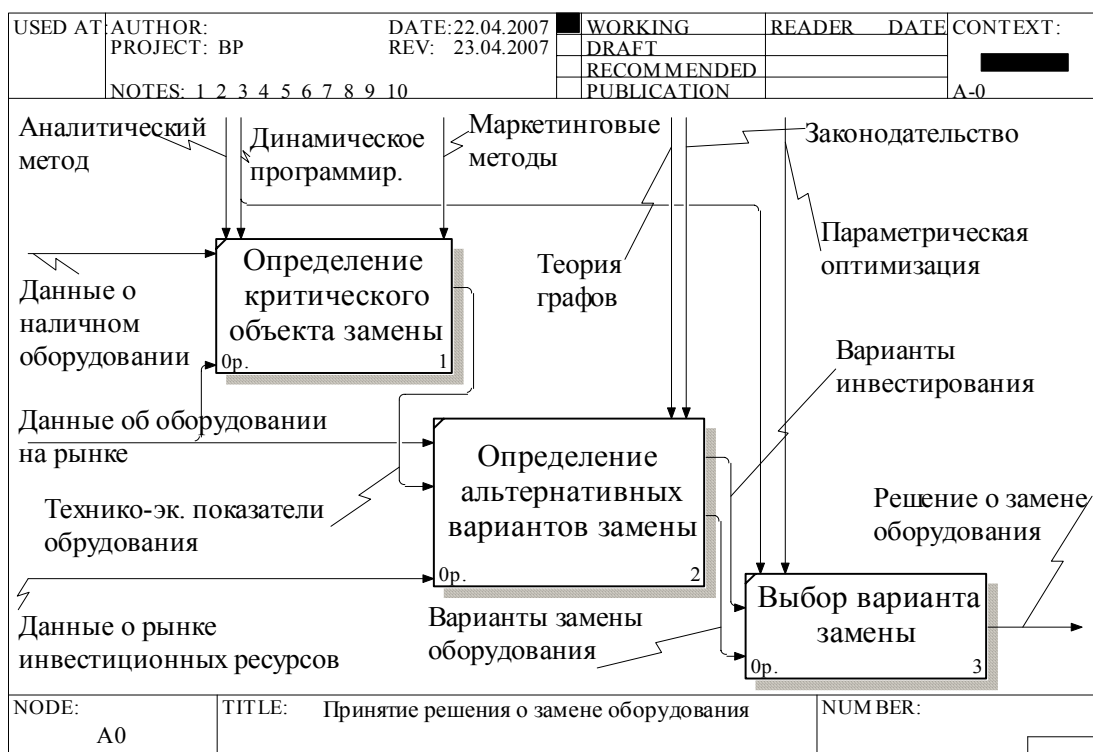 USED AT:
AUTHOR:
DATE: 22.04.2007
PROJECT: BP
REV: 23.04.2007
NOTES: 1 2 3 4 5 6 7 8 9 10
WORKING
DRAFT
RECOMMENDED
PUBLICATION
READER
DATE
CONTEXT:
A-0
Аналитический
метод
Динамическое
программир.
Маркетинговые
методы
Законодательство
Параметрическая
оптимизация
Теория
графов
Определение
критического
объекта замены
0р.
1
Данные о
наличном
оборудовании
Варианты
инвестирования
Данные об оборудовании
на рынке
Определение
альтернативных
вариантов замены
0р.
2
Технико-эк. показатели
обрудования
Решение о замене
оборудования
Выбор варианта
замены
0р.
3
Данные о рынке
инвестиционных ресурсов
Варианты замены
оборудования
NODE:
A0
TITLE:
Принятие решения о замене оборудования
NUMBER: